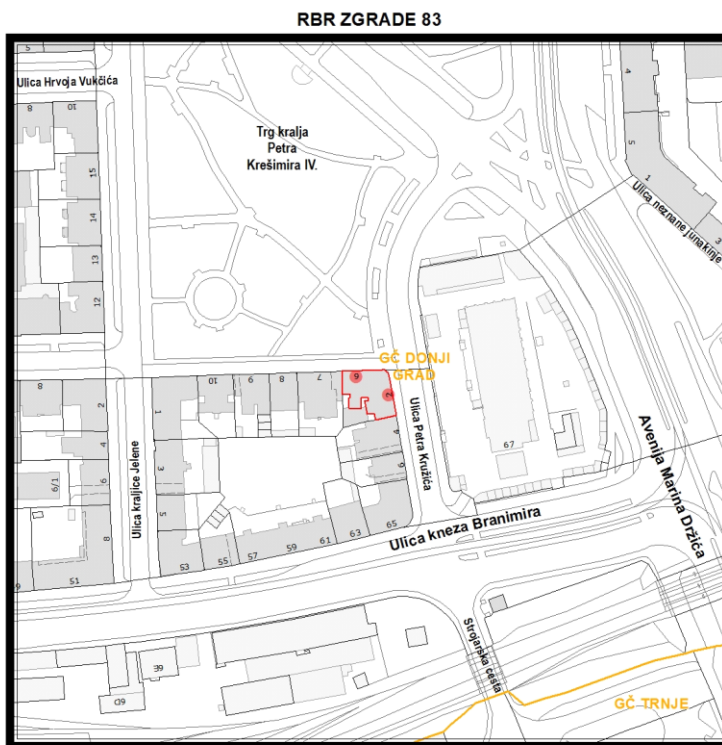 RBR ZGRADE 83
5
Ulica Hrvoja Vukčića
8
10
4
5
1
3
Ulica neznane junakinje
Trg kralja
Petra
Krešimira IV.
15
14
13
12
GČ DONJI
GRAD
8
2
4
6
8
6/1
51
Ulica kraljice Jelene
1
3
5
10
9
8
7
6
2
4
6
Ulica Petra Kružića
67
Avenija Marina Držića
53
55
57
59
61
63
65
Ulica kneza Branimira
Strojarska cesta
GČ TRNJE